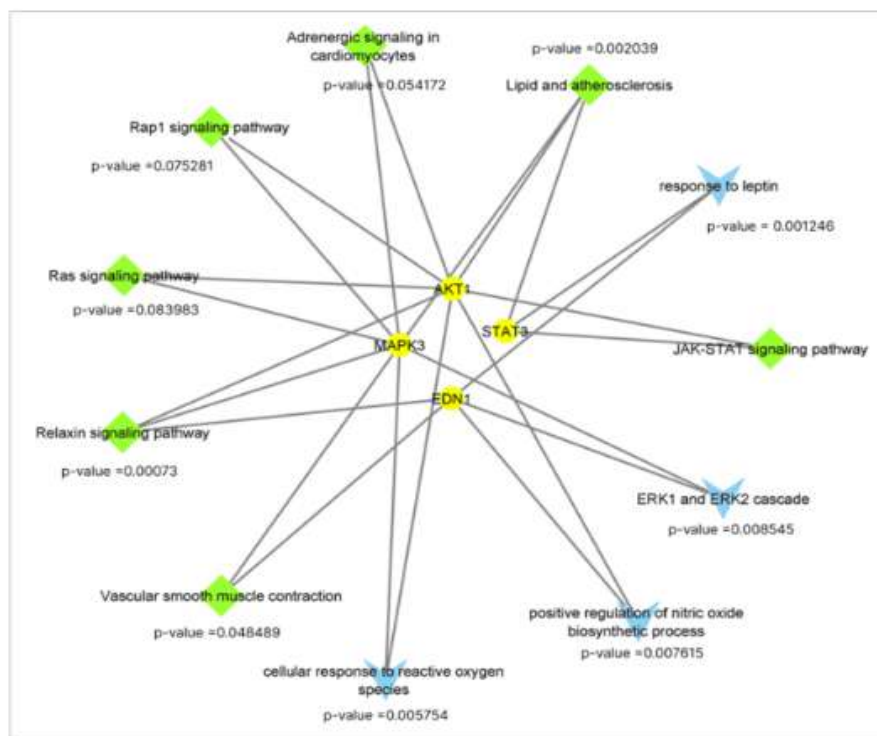 Adrenergic signaling in
cardiomyocytes
p-value =0.054172
p-value =0.002039
Lipid and atherosclerosis
Rap1 signaling pathway
p-value =0.075281
response to leptin
p-value = 0.001246
Ras signaling pathway
p-value =0.083983
AKT1
STAT3
MAPK3
JAK-STAT signaling pathway
EDN1
Relaxin signaling pathway
p-value =0.00073
ERK1 and ERK2 cascade
p-value =0.008545
Vascular smooth muscle contraction
p-value =0.048489
positive regulation of nitric oxide
biosynthetic process
p-value =0.007615
cellular response to reactive oxygen
species
p-value =0.005754